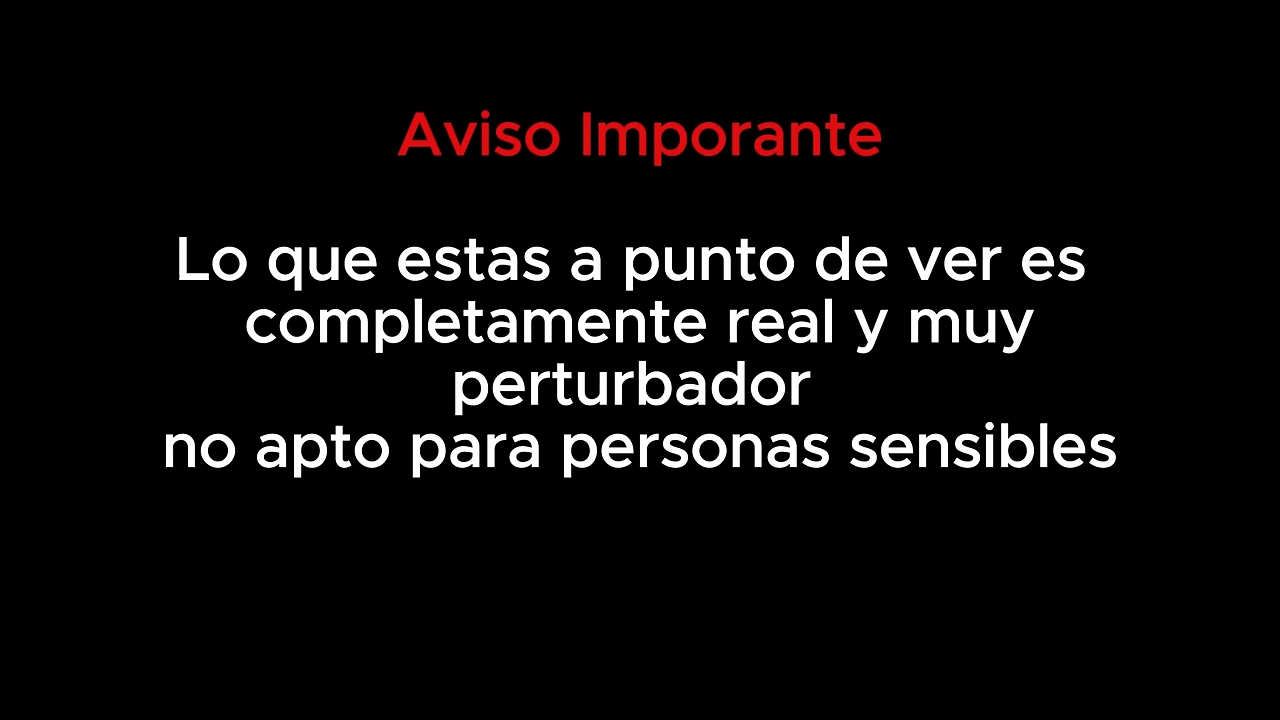 Aviso Imporante
Lo que estas a punto de ver es
completamente real y muy
perturbador
no apto para personas sensibles